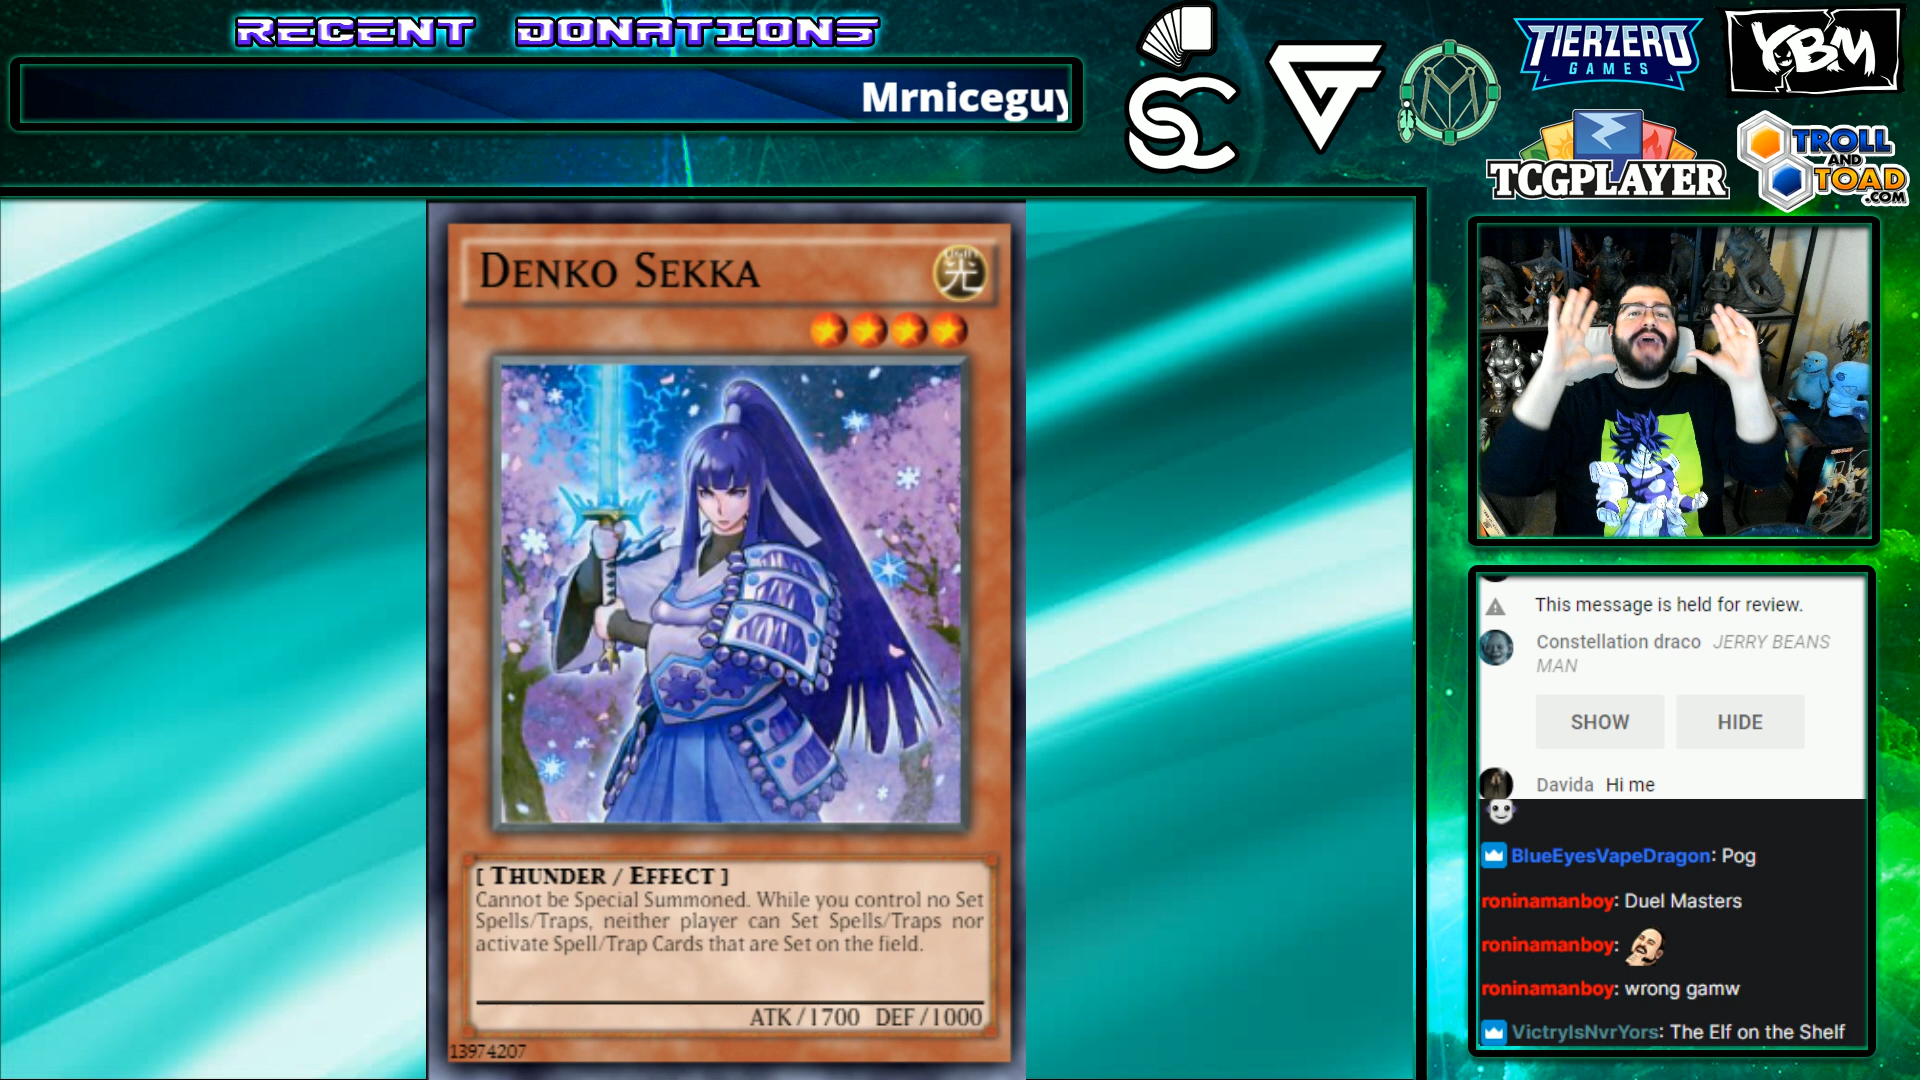 RECENT DONATIONS
Mrniceguy
SC
TIERZERO
GAMES
YBM
TCGPLAYER
TROLL
AND
TOAD
.COM
DENKO SEKKA
光
[ THUNDER / EFFECT ]
Cannot be Special Summoned. While you control no Set
Spells/Traps, neither player can Set Spells/Traps nor
activate Spell/Trap Cards that are Set on the field.
ATK/1700 DEF/1000
13974207
This message is held for review.
Constellation draco JERRY BEANS
MAN
SHOW HIDE
Davida Hi me
BlueEyesVapeDragon: Pog
roninamanboy: Duel Masters
roninamanboy:
roninamanboy: wrong gamw
VictryIsNvrYors: The Elf on the Shelf